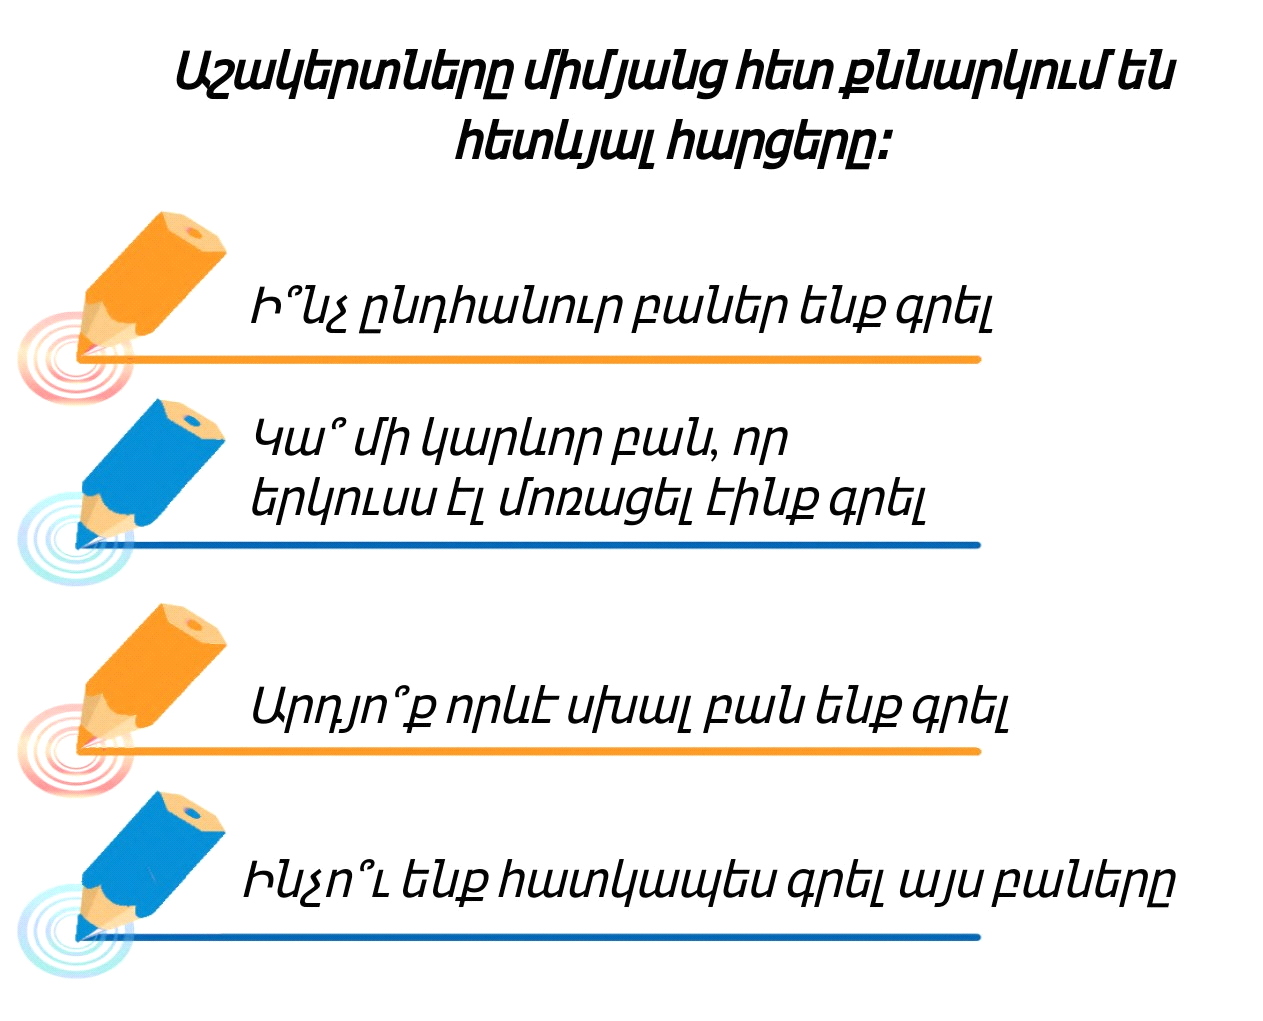 Աշակերտները միմյանց հետ քննարկում են
հետևյալ հարցերը:
Ի՞նչ ընդհանուր բաներ ենք գրել
Կա՞ մի կարևոր բան, որ
երկուսս էլ մոռացել էինք գրել
Արդյո՞ք որևէ սխալ բան ենք գրել
Ինչո՞ւ ենք հատկապես գրել այս բաները